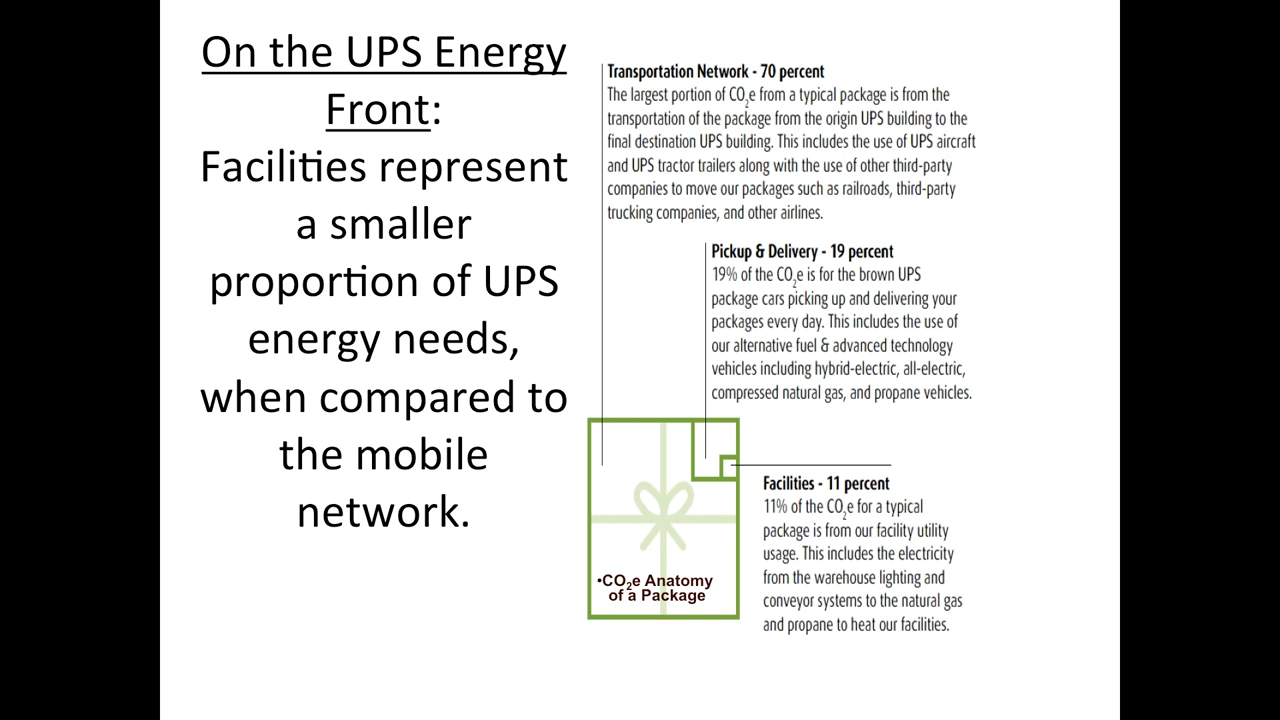 On the UPS Energy
Front:
Facilities represent
a smaller
proportion of UPS
energy needs,
when compared to
the mobile
network.
Transportation Network - 70 percent
The largest portion of CO₂e from a typical package is from the
transportation of the package from the origin UPS building to the
final destination UPS building. This includes the use of UPS aircraft
and UPS tractor trailers along with the use of other third-party
companies to move our packages such as railroads, third-party
trucking companies, and other airlines.
Pickup & Delivery - 19 percent
19% of the CO₂e is for the brown UPS
package cars picking up and delivering your
packages every day. This includes the use of
our alternative fuel & advanced technology
vehicles including hybrid-electric, all-electric,
compressed natural gas, and propane vehicles.
Facilities - 11 percent
11% of the CO₂e for a typical
package is from our facility utility
usage. This includes the electricity
from the warehouse lighting and
conveyor systems to the natural gas
and propane to heat our facilities.
•CO₂e Anatomy
of a Package